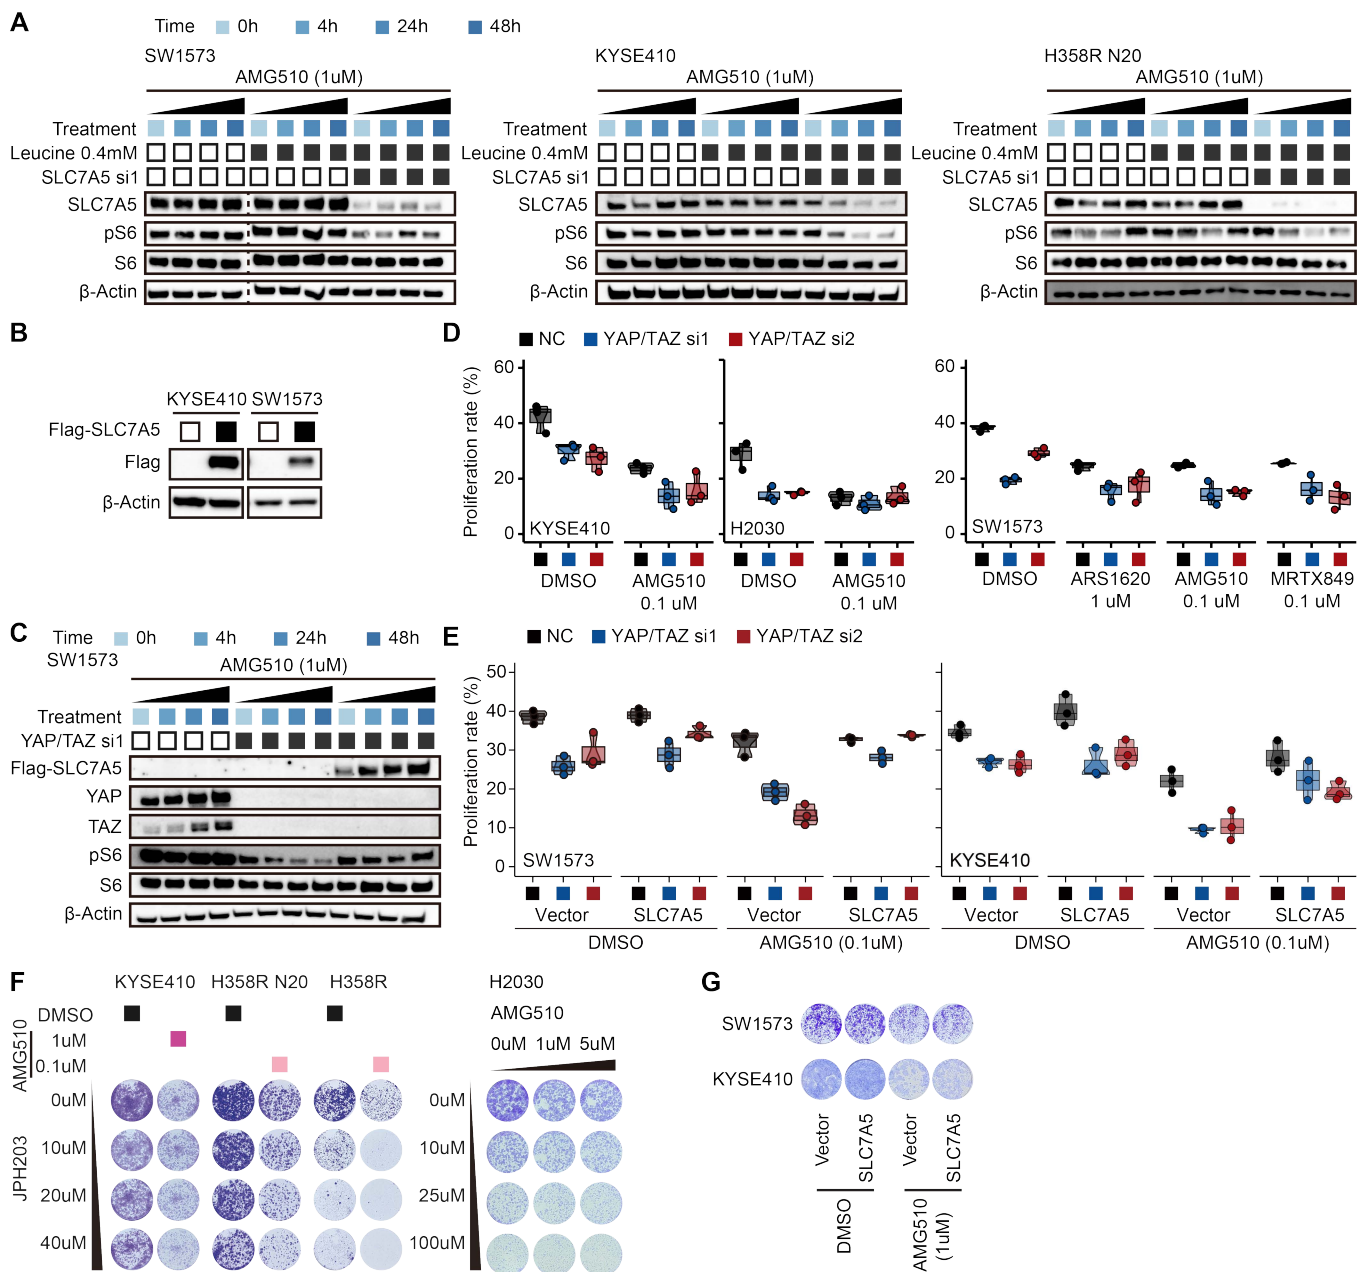 A
Time 0h 4h 24h 48h
SW1573
AMG510 (1uM)
Treatment
Leucine 0.4mM
SLC7A5 si1
SLC7A5
pS6
S6
β-Actin
KYSE410
AMG510 (1uM)
Treatment
Leucine 0.4mM
SLC7A5 si1
SLC7A5
pS6
S6
β-Actin
H358R N20
AMG510 (1uM)
Treatment
Leucine 0.4mM
SLC7A5 si1
SLC7A5
pS6
S6
β-Actin
B
KYSE410 SW1573
Flag-SLC7A5
Flag
β-Actin
D
NC YAP/TAZ si1 YAP/TAZ si2
Proliferation rate (%)
60
40
20
0
KYSE410
H2030
DMSO
AMG510
0.1 uM
DMSO
AMG510
0.1 uM
60
40
20
0
SW1573
DMSO
ARS1620
1 uM
AMG510
0.1 uM
MRTX849
0.1 uM
C
Time 0h 4h 24h 48h
SW1573
AMG510 (1uM)
Treatment
YAP/TAZ si1
Flag-SLC7A5
YAP
TAZ
pS6
S6
β-Actin
E
NC YAP/TAZ si1 YAP/TAZ si2
Proliferation rate (%)
50
40
30
20
10
0
SW1573
KYSE410
Vector SLC7A5 Vector SLC7A5 Vector SLC7A5 Vector SLC7A5
DMSO AMG510 (0.1uM) DMSO AMG510 (0.1uM)
F
KYSE410 H358R N20 H358R
DMSO
AMG510
1uM
0.1uM
JPH203
0uM
10uM
20uM
40uM
H2030
AMG510
0uM 1uM 5uM
0uM
10uM
25uM
100uM
G
SW1573
KYSE410
Vector
SLC7A5
Vector
SLC7A5
DMSO
AMG510
(1uM)